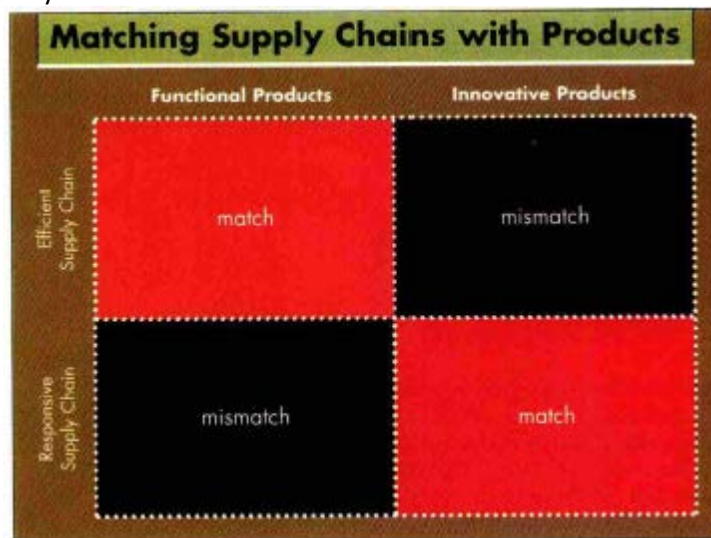 Matching Supply Chains with Products
Functional Products Innovative Products
Efficient
Supply Chain
match mismatch
Responsive
Supply Chain
mismatch match